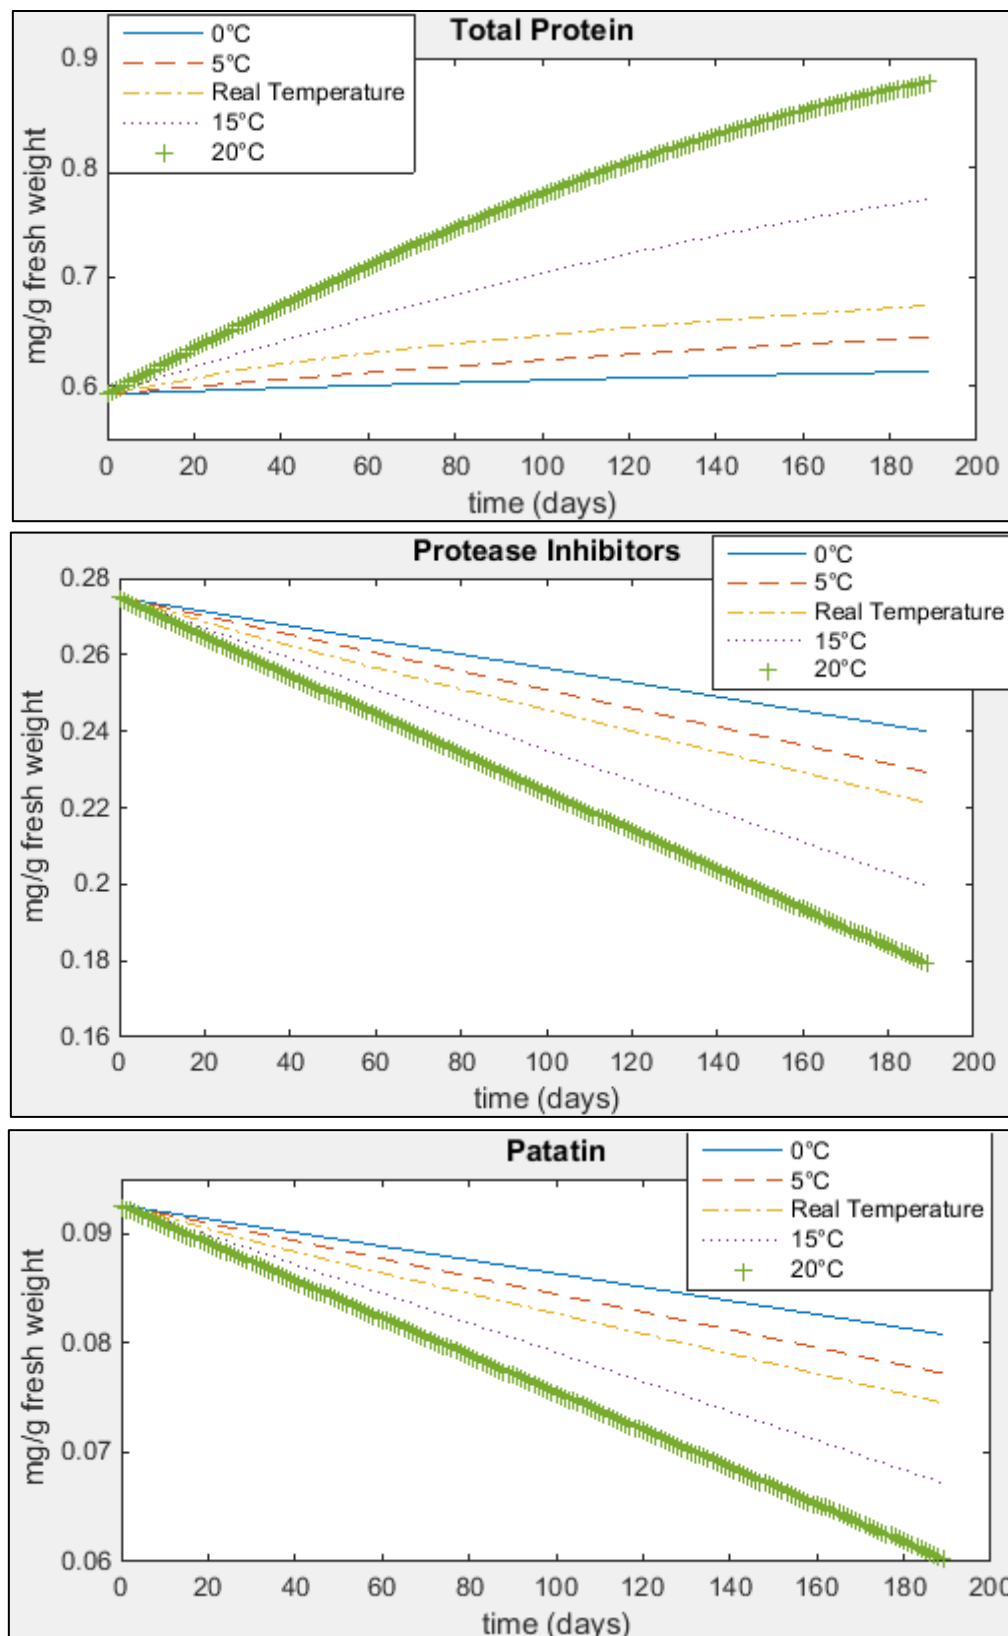 Total Protein
0°C
5°C
Real Temperature
15°C
20°C
mg/g fresh weight
0.9
0.8
0.7
0.6
0 20 40 60 80 100 120 140 160 180 200
time (days)
Protease Inhibitors
0°C
5°C
Real Temperature
15°C
20°C
mg/g fresh weight
0.28
0.26
0.24
0.22
0.2
0.18
0.16
0 20 40 60 80 100 120 140 160 180 200
time (days)
Patatin
0°C
5°C
Real Temperature
15°C
20°C
mg/g fresh weight
0.09
0.08
0.07
0.06
0 20 40 60 80 100 120 140 160 180 200
time (days)